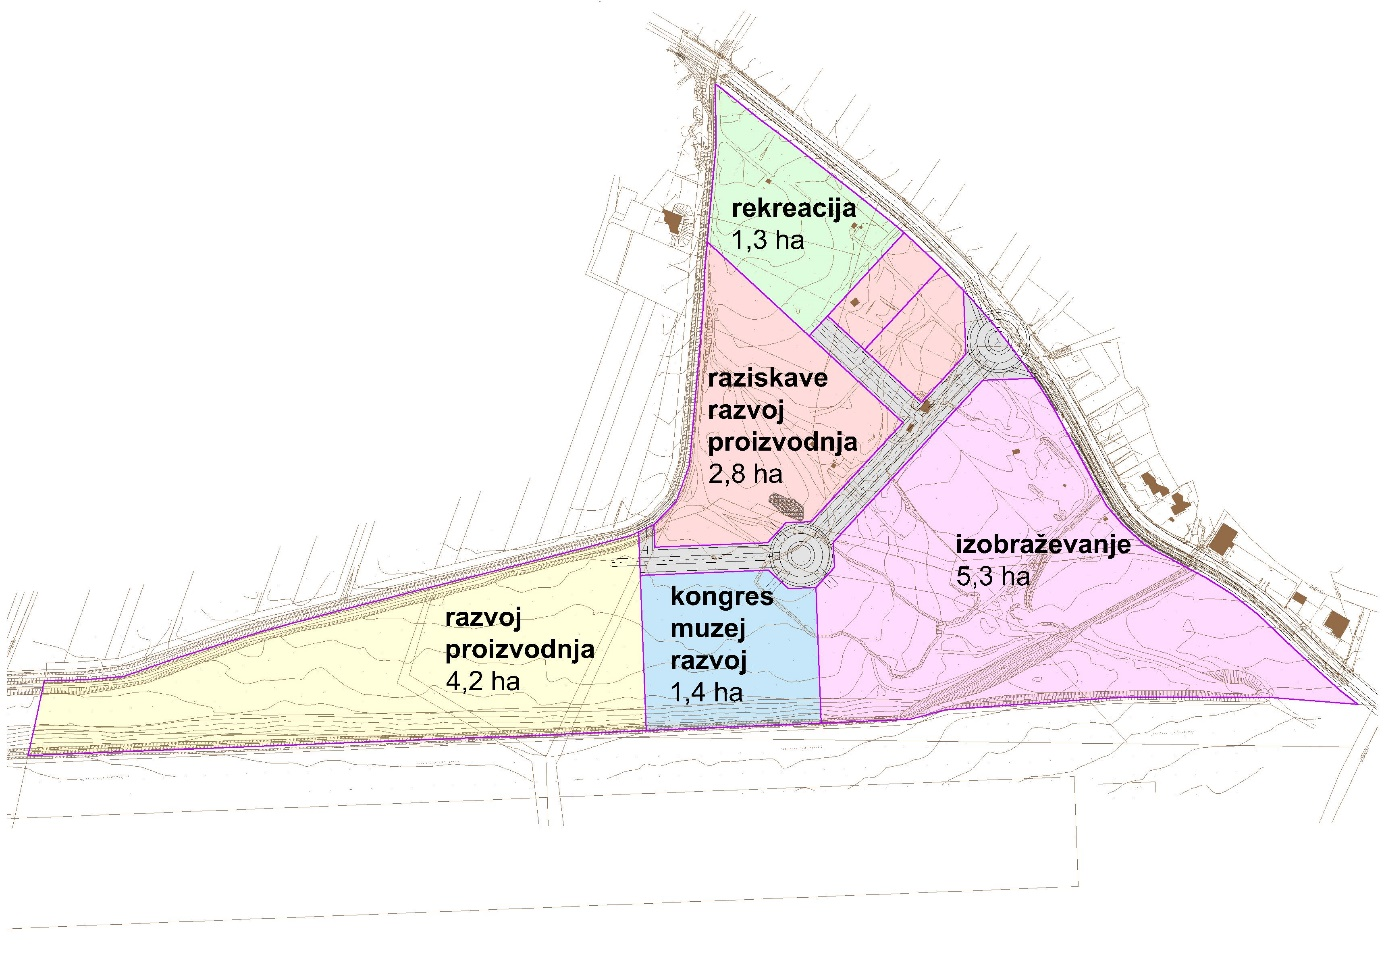 rekreacija
1,3 ha
raziskave
razvoj
proizvodnja
2,8 ha
izobraževanje
5,3 ha
kongres
muzej
razvoj
1,4 ha
razvoj
proizvodnja
4,2 ha